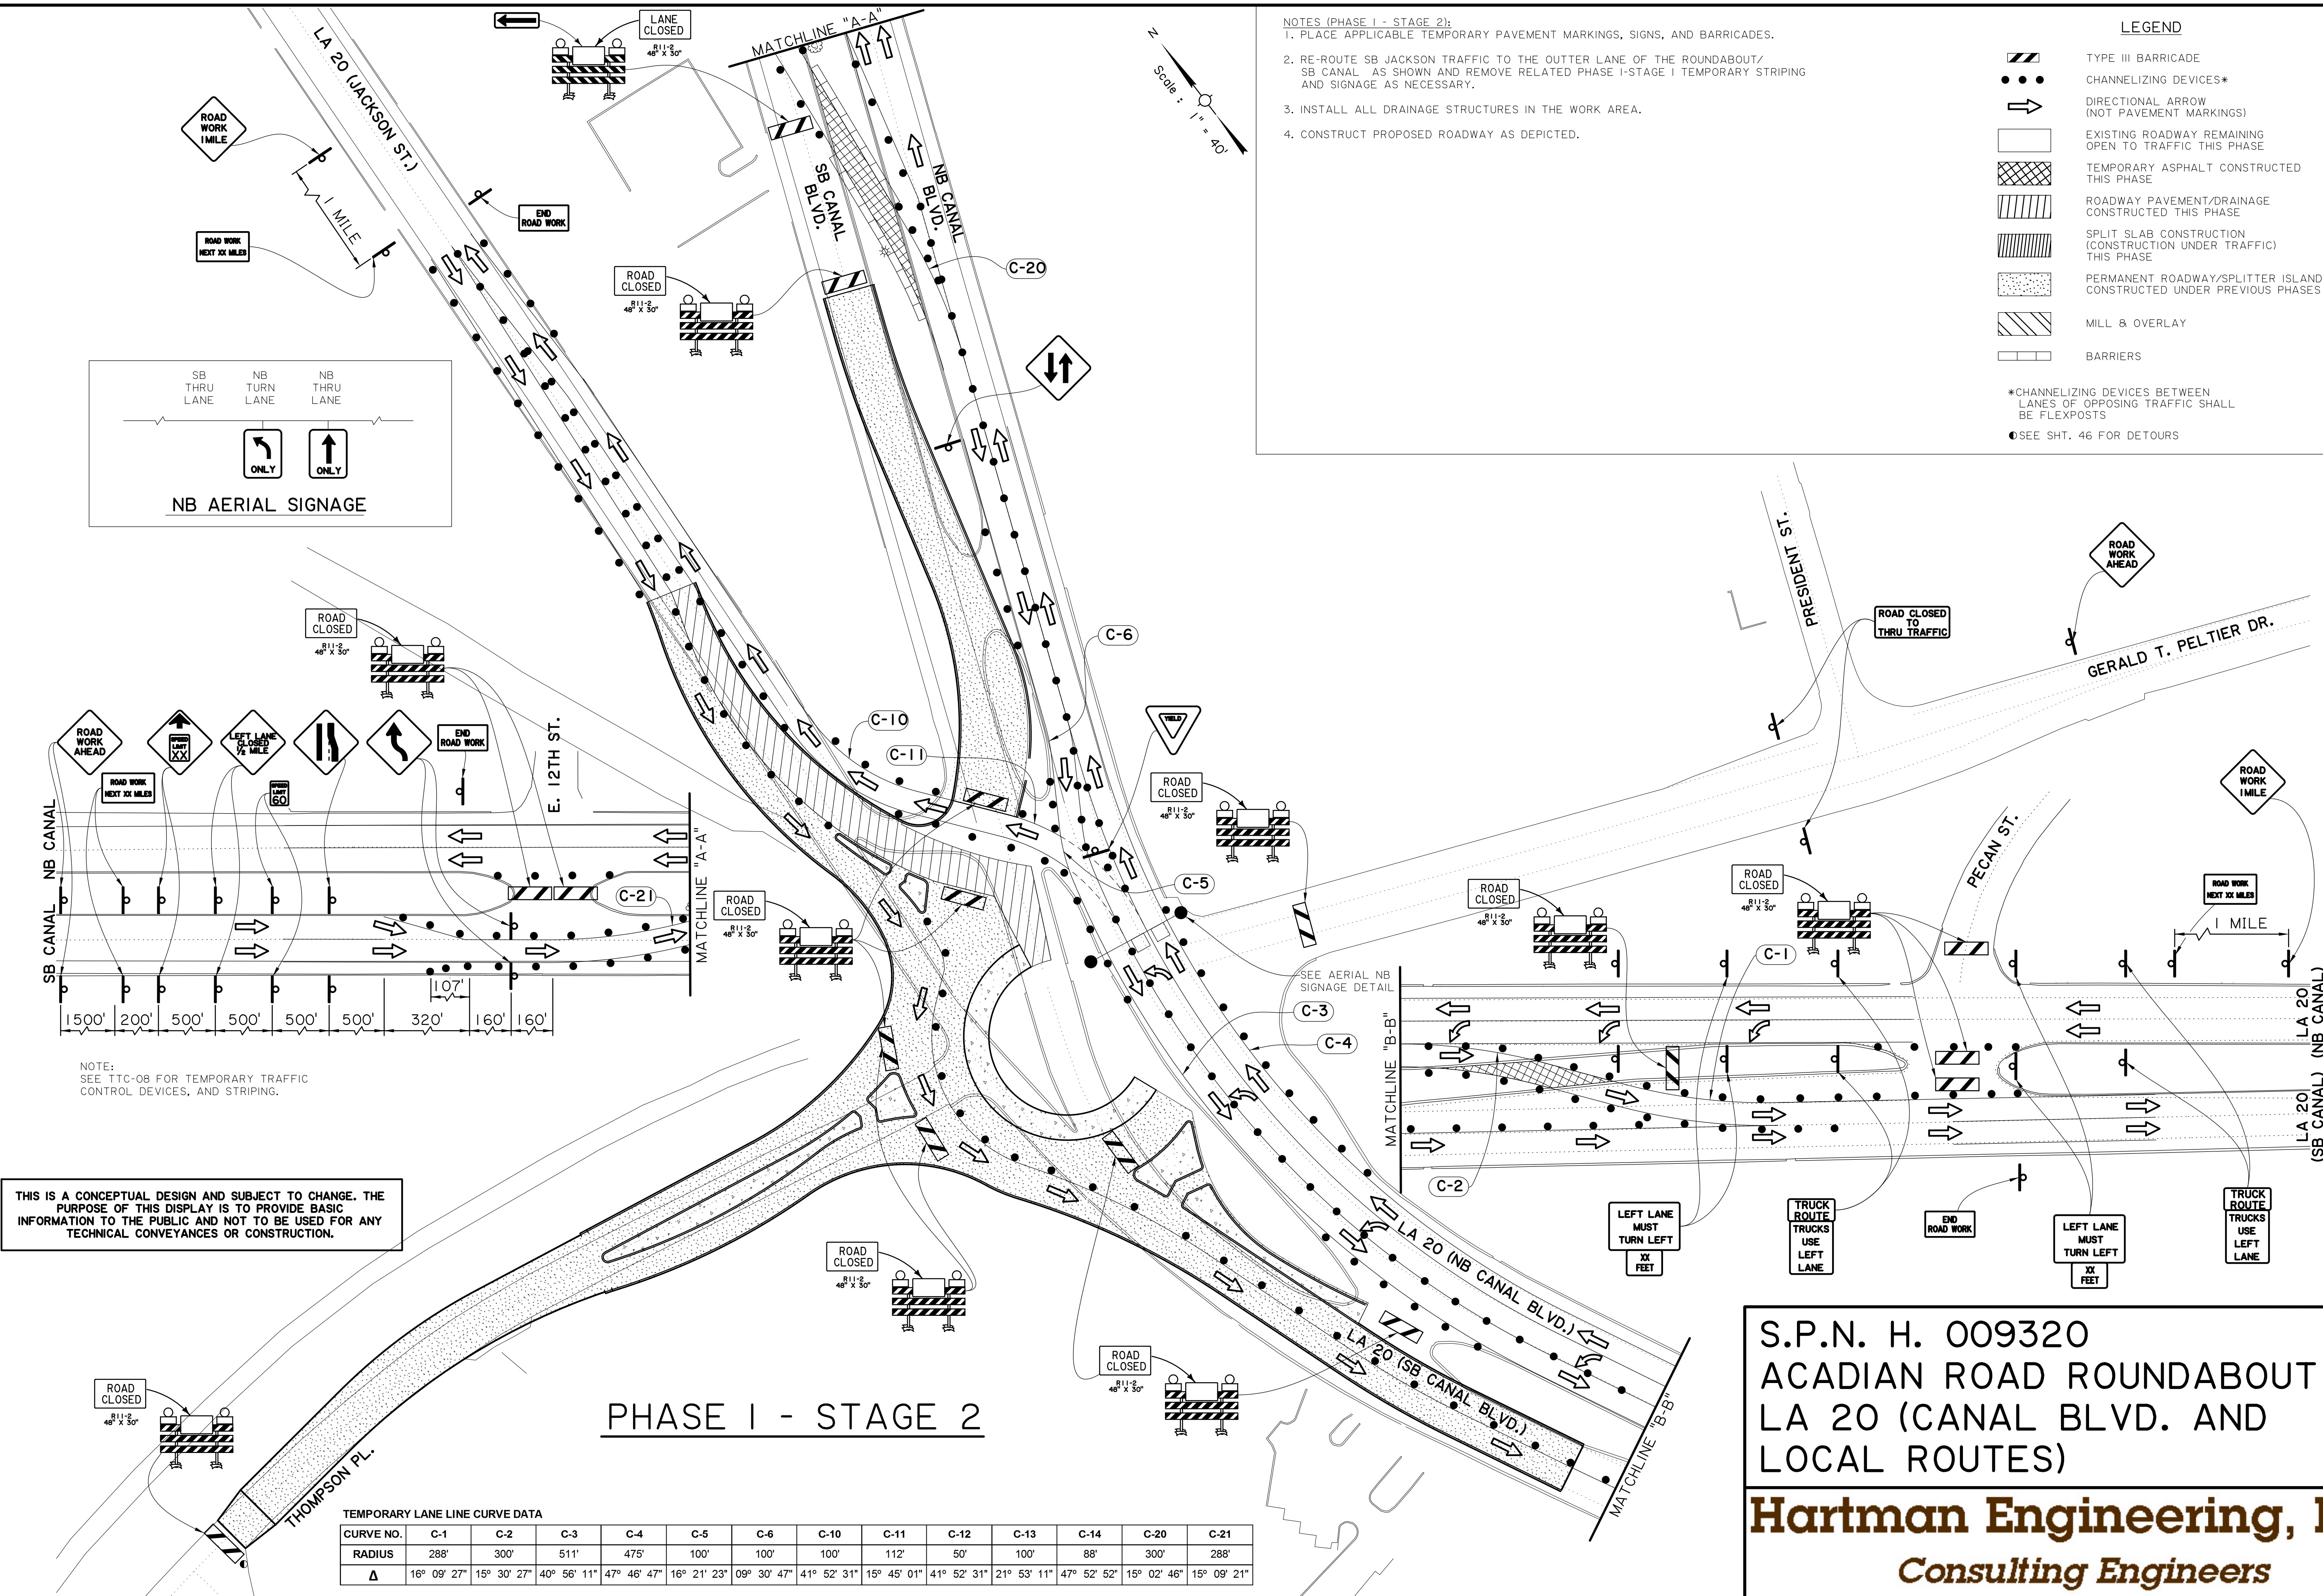 LA 20 (JACKSON ST.)
LANE
CLOSED
R11-2
48" X 30"
MATCHLINE "A-A"
N
Scale : 1" = 40'
NOTES (PHASE I - STAGE 2):
1. PLACE APPLICABLE TEMPORARY PAVEMENT MARKINGS, SIGNS, AND BARRICADES.
2. RE-ROUTE SB JACKSON TRAFFIC TO THE OUTTER LANE OF THE ROUNDABOUT/
SB CANAL AS SHOWN AND REMOVE RELATED PHASE I-STAGE I TEMPORARY STRIPING
AND SIGNAGE AS NECESSARY.
3. INSTALL ALL DRAINAGE STRUCTURES IN THE WORK AREA.
4. CONSTRUCT PROPOSED ROADWAY AS DEPICTED.
LEGEND
TYPE III BARRICADE
CHANNELIZING DEVICES*
DIRECTIONAL ARROW
(NOT PAVEMENT MARKINGS)
EXISTING ROADWAY REMAINING
OPEN TO TRAFFIC THIS PHASE
TEMPORARY ASPHALT CONSTRUCTED
THIS PHASE
ROADWAY PAVEMENT/DRAINAGE
CONSTRUCTED THIS PHASE
SPLIT SLAB CONSTRUCTION
(CONSTRUCTION UNDER TRAFFIC)
THIS PHASE
PERMANENT ROADWAY/SPLITTER ISLAND
CONSTRUCTED UNDER PREVIOUS PHASES
MILL & OVERLAY
BARRIERS
*CHANNELIZING DEVICES BETWEEN
LANES OF OPPOSING TRAFFIC SHALL
BE FLEXPOSTS
SEE SHT. 46 FOR DETOURS
ROAD
WORK
1 MILE
1 MILE
ROAD WORK
NEXT XX MILES
END
ROAD WORK
SB CANAL
BLVD.
NB CANAL
BLVD.
C-20
ROAD
CLOSED
R11-2
48" X 30"
SB
THRU
LANE
NB
TURN
LANE
NB
THRU
LANE
ONLY
ONLY
NB AERIAL SIGNAGE
PRESIDENT ST.
ROAD
WORK
AHEAD
ROAD CLOSED
TO
THRU TRAFFIC
GERALD T. PELTIER DR.
ROAD
CLOSED
R11-2
48" X 30"
C-6
C-10
C-11
YIELD
ROAD
CLOSED
R11-2
48" X 30"
C-5
ROAD
WORK
AHEAD
ROAD WORK
NEXT XX MILES
SPEED
LIMIT
XX
LEFT LANE
CLOSED
1/2 MILE
SPEED
LIMIT
60
END
ROAD WORK
E. 12TH ST.
SB CANAL
NB CANAL
C-21
MATCHLINE "A-A"
107'
1500'
200'
500'
500'
500'
500'
320'
160'
160'
NOTE:
SEE TTC-08 FOR TEMPORARY TRAFFIC
CONTROL DEVICES, AND STRIPING.
ROAD
CLOSED
R11-2
48" X 30"
SEE AERIAL NB
SIGNAGE DETAIL
C-3
C-4
ROAD
CLOSED
R11-2
48" X 30"
ROAD
CLOSED
R11-2
48" X 30"
PECAN ST.
ROAD
WORK
1 MILE
ROAD WORK
NEXT XX MILES
1 MILE
C-1
C-2
MATCHLINE "B-B"
LA 20
(NB CANAL)
LA 20
(SB CANAL)
LEFT LANE
MUST
TURN LEFT
XX
FEET
TRUCK
ROUTE
TRUCKS
USE
LEFT
LANE
END
ROAD WORK
LEFT LANE
MUST
TURN LEFT
XX
FEET
TRUCK
ROUTE
TRUCKS
USE
LEFT
LANE
THIS IS A CONCEPTUAL DESIGN AND SUBJECT TO CHANGE. THE
PURPOSE OF THIS DISPLAY IS TO PROVIDE BASIC
INFORMATION TO THE PUBLIC AND NOT TO BE USED FOR ANY
TECHNICAL CONVEYANCES OR CONSTRUCTION.
ROAD
CLOSED
R11-2
48" X 30"
LA 20 (NB CANAL BLVD.)
LA 20 (SB CANAL BLVD.)
ROAD
CLOSED
R11-2
48" X 30"
ROAD
CLOSED
R11-2
48" X 30"
THOMPSON PL.
MATCHLINE "B-B"
PHASE I - STAGE 2
TEMPORARY LANE LINE CURVE DATA
CURVE NO. C-1 C-2 C-3 C-4 C-5 C-6 C-10 C-11 C-12 C-13 C-14 C-20 C-21
RADIUS 288' 300' 511' 475' 100' 100' 100' 112' 50' 100' 88' 300' 288'
Δ 16º 09' 27" 15º 30' 27" 40º 56' 11" 47º 46' 47" 16º 21' 23" 09º 30' 47" 41º 52' 31" 15º 45' 01" 41º 52' 31" 21º 53' 11" 47º 52' 52" 15º 02' 46" 15º 09' 21"
S.P.N. H. 009320
ACADIAN ROAD ROUNDABOUT
LA 20 (CANAL BLVD. AND
LOCAL ROUTES)
Hartman Engineering,
Consulting Engineers